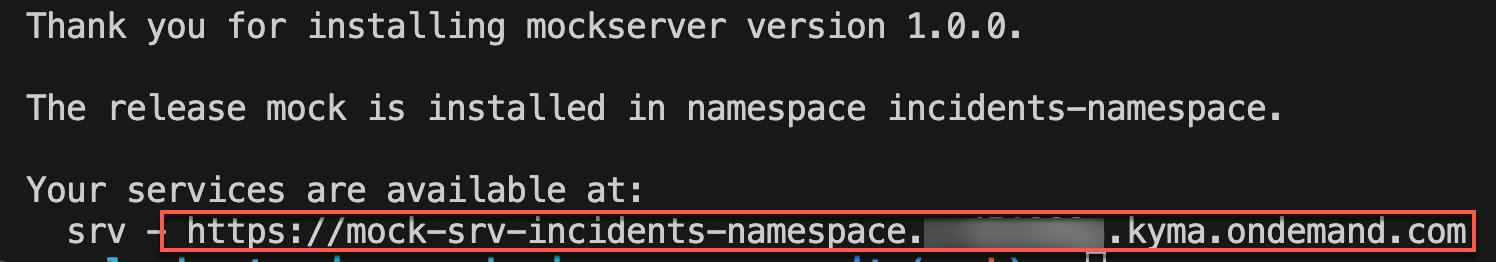 Thank you for installing mockserver version 1.0.0.
The release mock is installed in namespace incidents-namespace.
Your services are available at:
srv - https://mock-srv-incidents-namespace. .kyma.ondemand.com